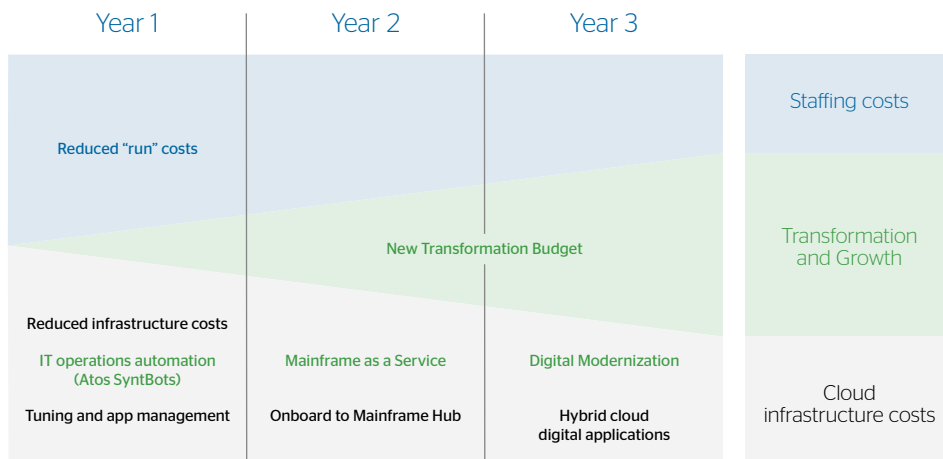 Year 1
Year 2
Year 3
Staffing costs
Reduced “run” costs
New Transformation Budget
Transformation
and Growth
Reduced infrastructure costs
IT operations automation
(Atos SyntBots)
Mainframe as a Service
Digital Modernization
Tuning and app management
Onboard to Mainframe Hub
Hybrid cloud
digital applications
Cloud
infrastructure costs